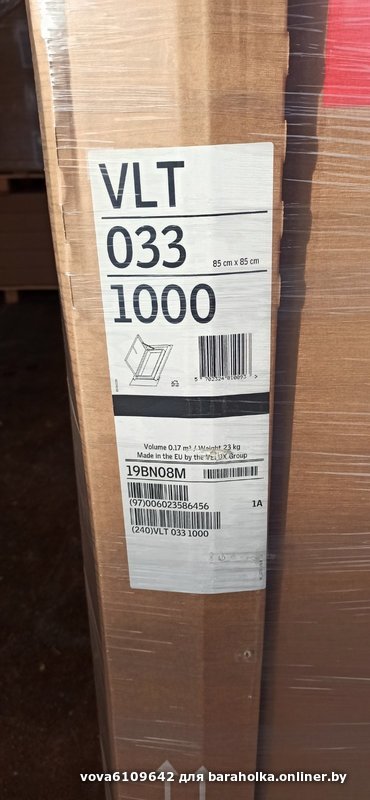 VLT
033 85 cm x 85 cm
1000
Volume 0.17 m³ / Weight 23 kg
Made in the EU by the VELUX Group
19BN08M
(97)006023586456 1A
(240)VLT 033 1000
vova6109642 для baraholka.onliner.by